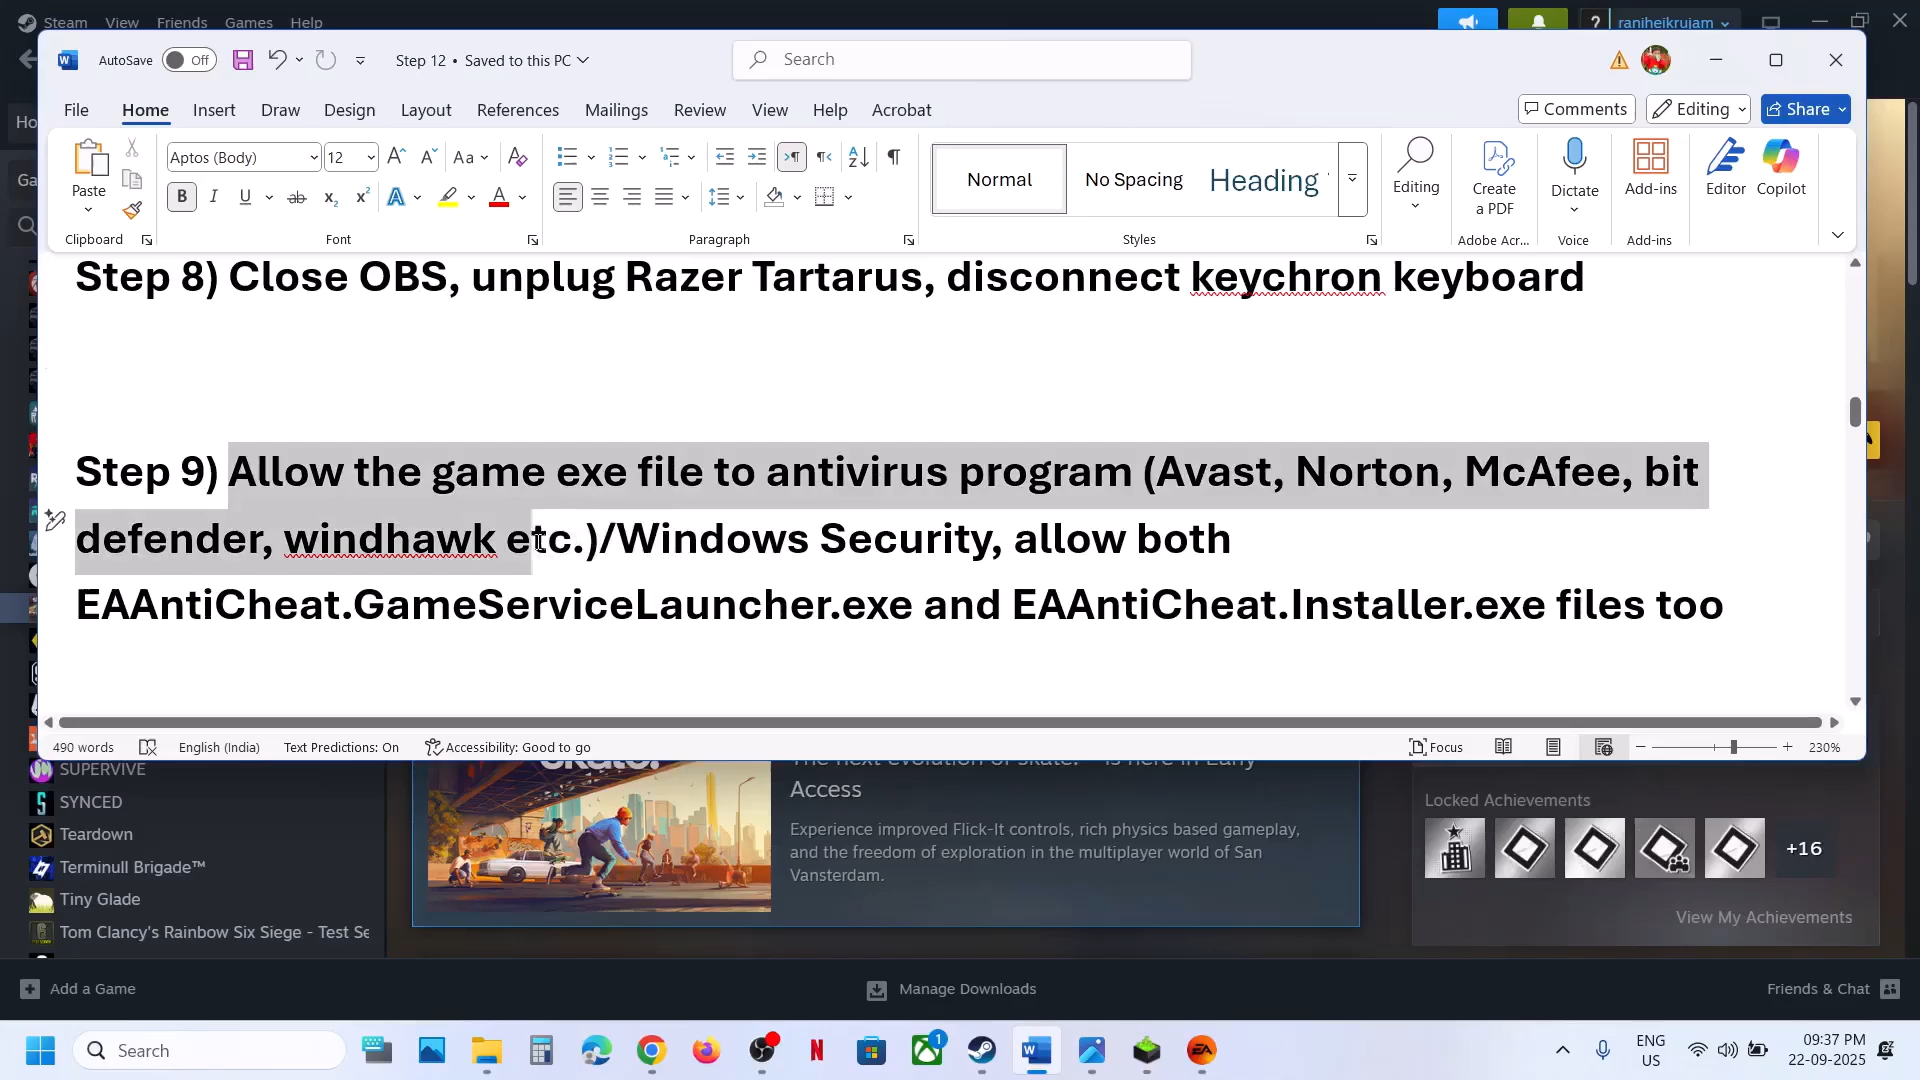 Steam View Friends Games Help
raniheikrujam
AutoSave Off Step 12 • Saved to this PC Search
File Home Insert Draw Design Layout References Mailings Review View Help Acrobat Comments Editing Share
Paste Aptos (Body) 12 Aa
Normal No Spacing Heading
Editing Create a PDF Dictate Add-ins Editor Copilot
Clipboard Font Paragraph Styles Adobe Acr... Voice Add-ins
Step 8) Close OBS, unplug Razer Tartarus, disconnect keychron keyboard
Step 9) Allow the game exe file to antivirus program (Avast, Norton, McAfee, bit
defender, windhawk etc.)/Windows Security, allow both
EAAntiCheat.GameServiceLauncher.exe and EAAntiCheat.Installer.exe files too
490 words English (India) Text Predictions: On Accessibility: Good to go Focus 230%
SUPERVIVE
SYNCED
Teardown
Terminull Brigade™
Tiny Glade
Tom Clancy's Rainbow Six Siege - Test Se
Access
Experience improved Flick-It controls, rich physics based gameplay,
and the freedom of exploration in the multiplayer world of San
Vansterdam.
Locked Achievements
+16
View My Achievements
Add a Game Manage Downloads Friends & Chat
Search
1
ENG
US
09:37 PM
22-09-2025